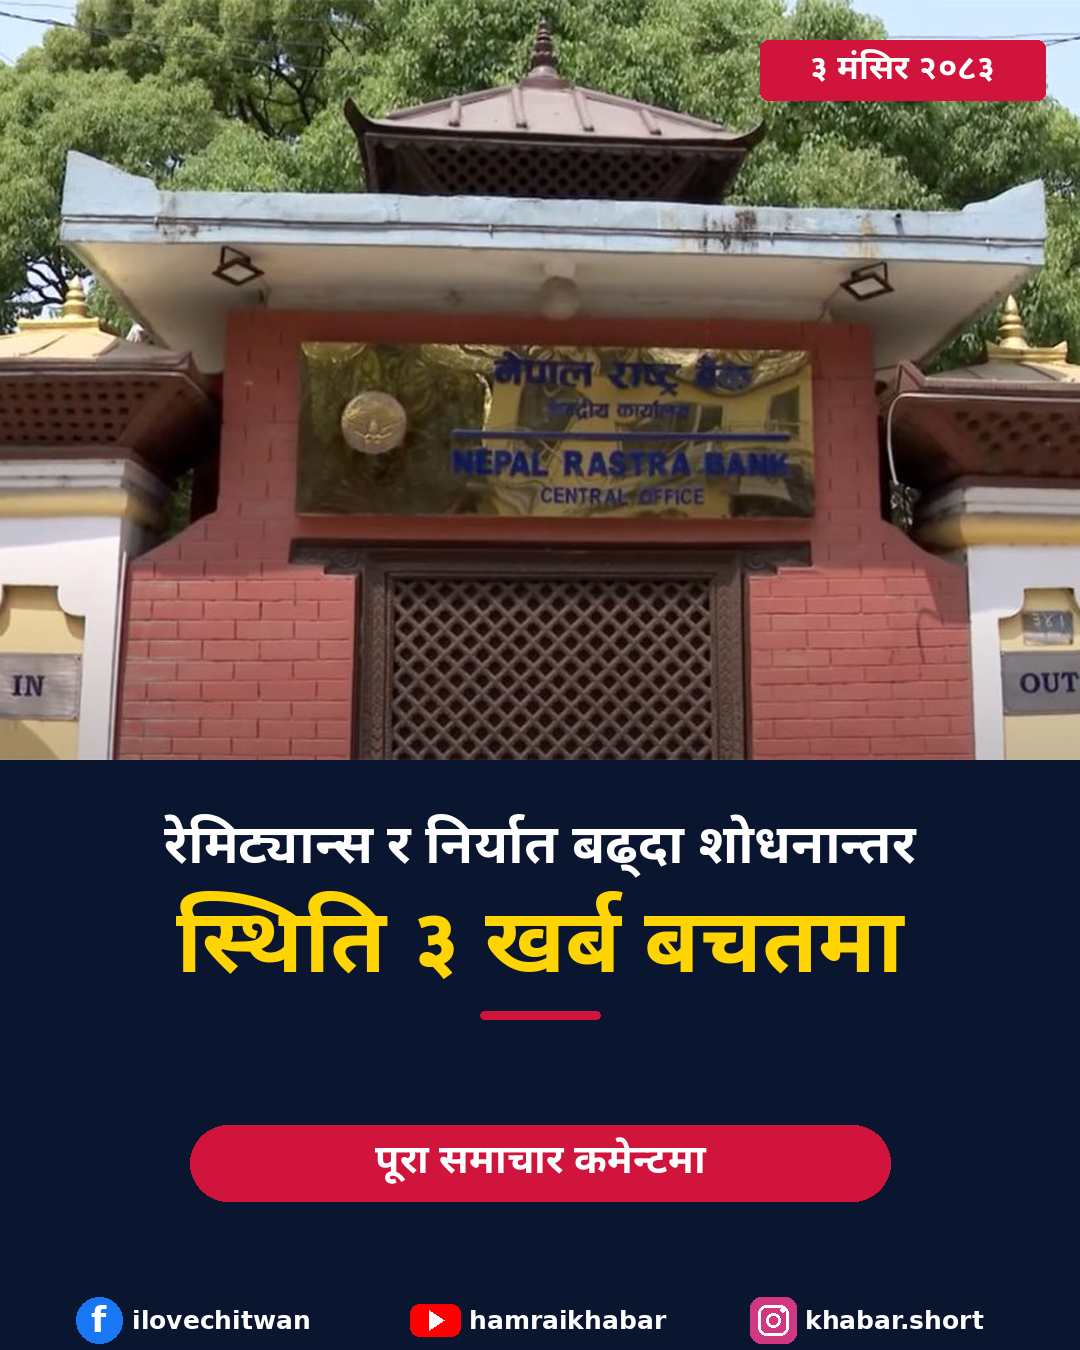 ३ मंसिर २०८३
नेपाल राष्ट्र बैंक
केन्द्रीय कार्यालय
NEPAL RASTRA BANK
CENTRAL OFFICE
३४१
IN
OUT
रेमिट्यान्स र निर्यात बढ्दा शोधनान्तर
स्थिति ३ खर्ब बचतमा
पूरा समाचार कमेन्टमा
ilovechitwan
hamraikhabar
khabar.short